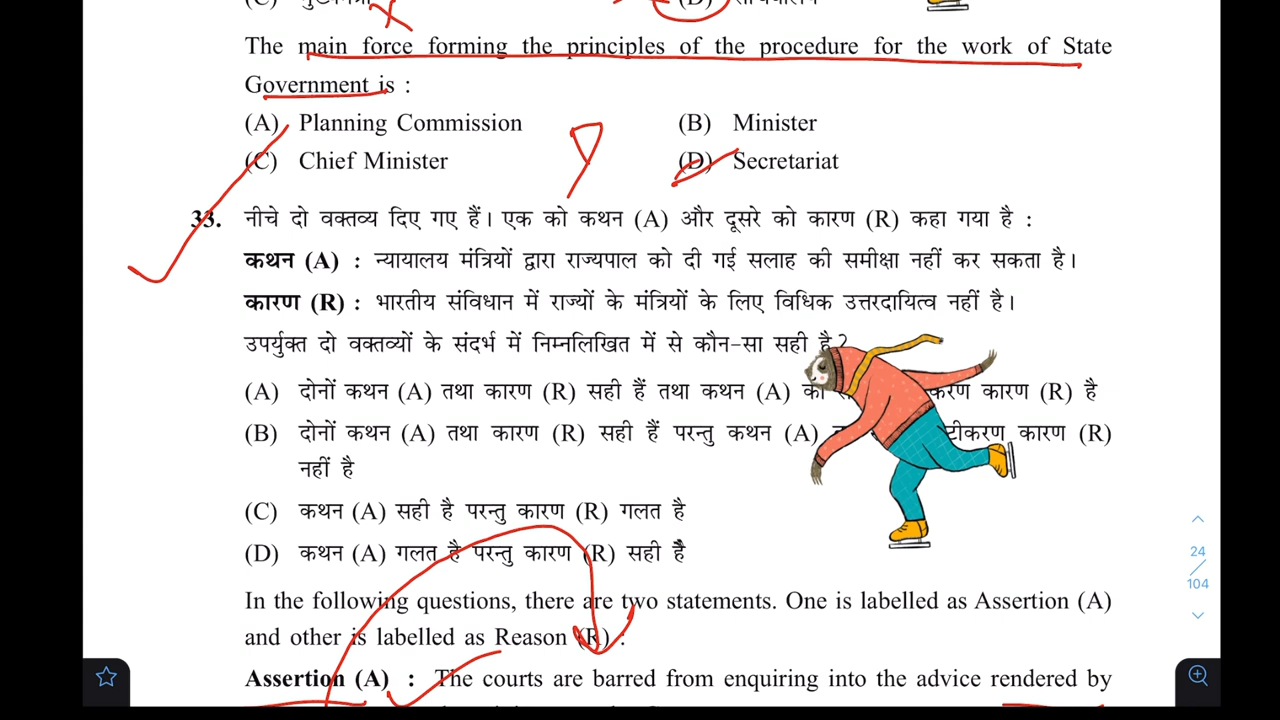 (C) मुख्यमंत्री (D) सचिवालय
The main force forming the principles of the procedure for the work of State
Government is :
(A) Planning Commission (B) Minister
(C) Chief Minister (D) Secretariat
33. नीचे दो वक्तव्य दिए गए हैं। एक को कथन (A) और दूसरे को कारण (R) कहा गया है :
कथन (A) : न्यायालय मंत्रियों द्वारा राज्यपाल को दी गई सलाह की समीक्षा नहीं कर सकता है।
कारण (R) : भारतीय संविधान में राज्यों के मंत्रियों के लिए विधिक उत्तरदायित्व नहीं है।
उपर्युक्त दो वक्तव्यों के संदर्भ में निम्नलिखित में से कौन-सा सही है?
(A) दोनों कथन (A) तथा कारण (R) सही हैं तथा कथन (A) का कारण (R) है
(B) दोनों कथन (A) तथा कारण (R) सही हैं परन्तु कथन (A) कारण (R)
नहीं है
(C) कथन (A) सही है परन्तु कारण (R) गलत है
(D) कथन (A) गलत है परन्तु कारण (R) सही है
24
104
In the following questions, there are two statements. One is labelled as Assertion (A)
and other is labelled as Reason (R) :
Assertion (A) : The courts are barred from enquiring into the advice rendered by